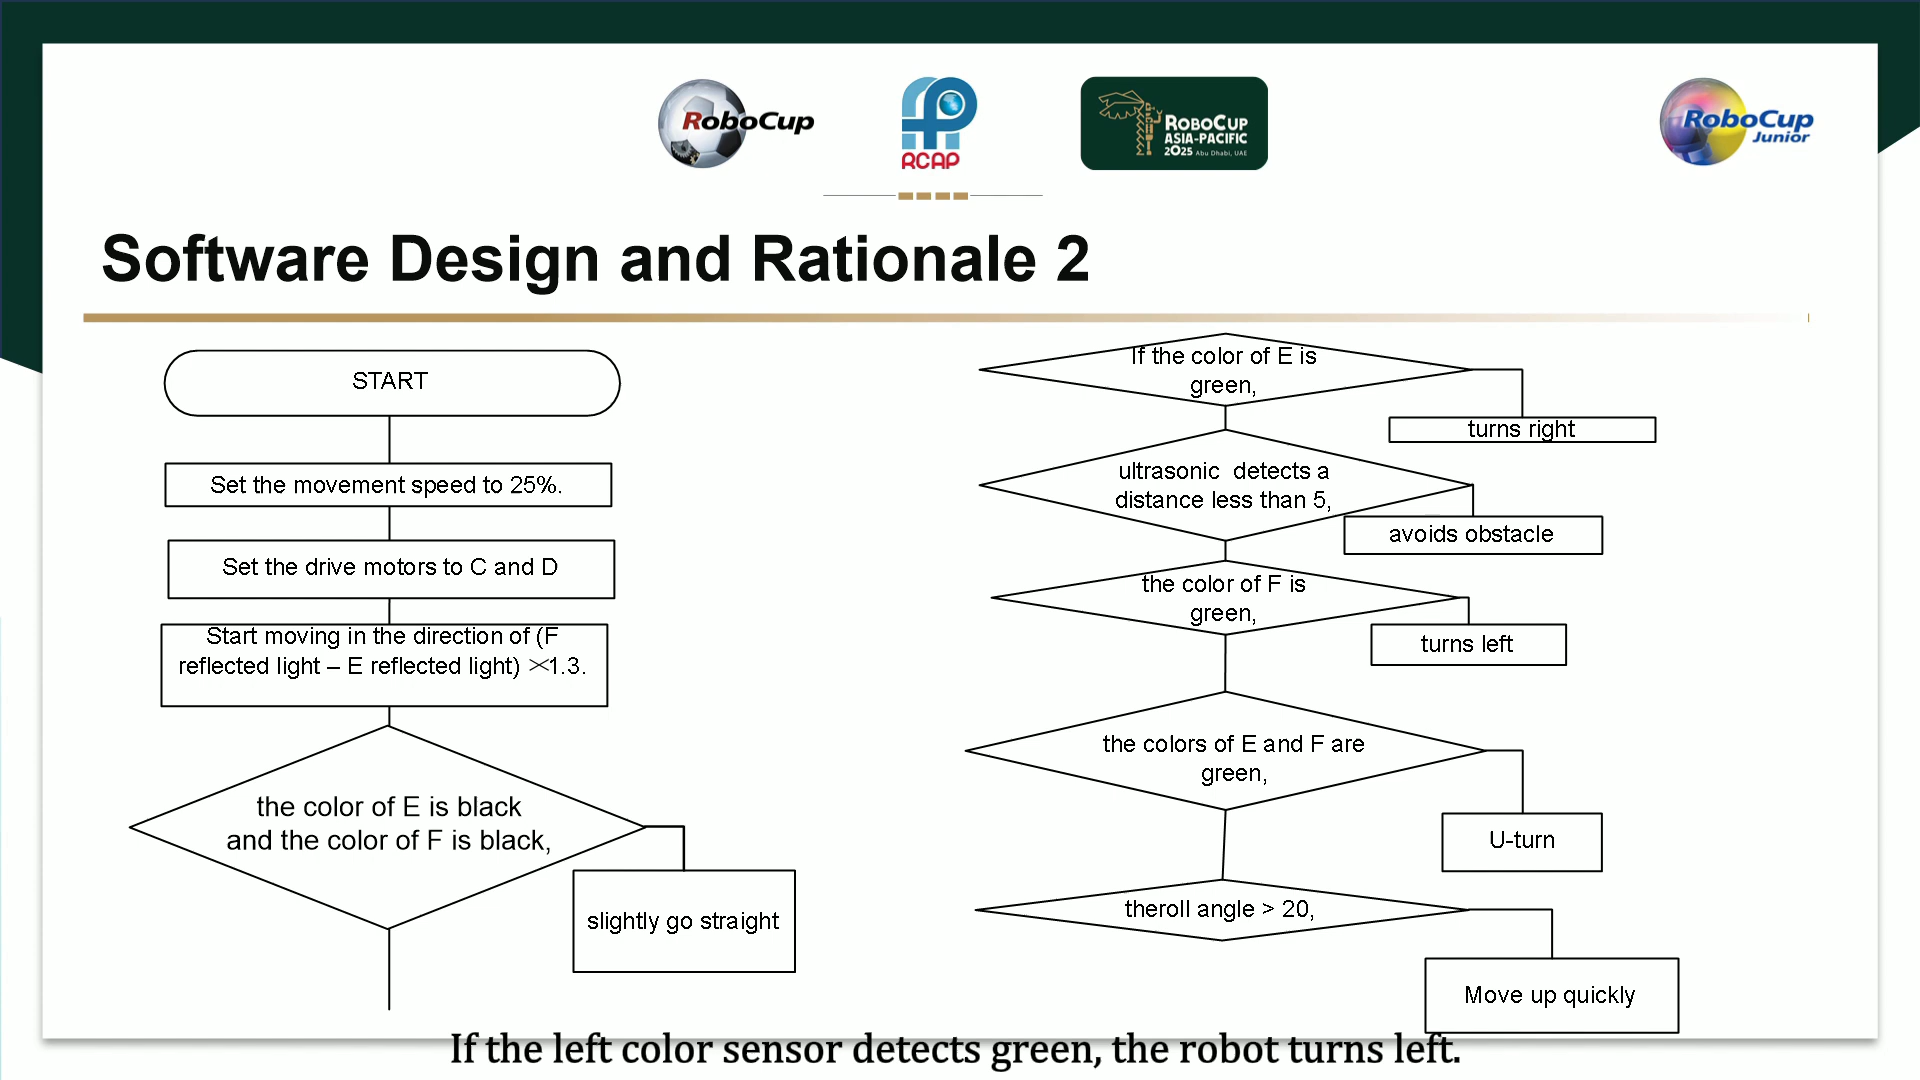 RoboCup
RCAP
ROBOCUP
ASIA-PACIFIC
2025 Abu Dhabi, UAE
RoboCup
Junior
Software Design and Rationale 2
START
Set the movement speed to 25%.
Set the drive motors to C and D
Start moving in the direction of (F
reflected light – E reflected light) ×1.3.
the color of E is black
and the color of F is black,
slightly go straight
If the color of E is
green,
turns right
ultrasonic  detects a
distance less than 5,
avoids obstacle
the color of F is
green,
turns left
the colors of E and F are
green,
U-turn
theroll angle > 20,
Move up quickly
If the left color sensor detects green, the robot turns left.